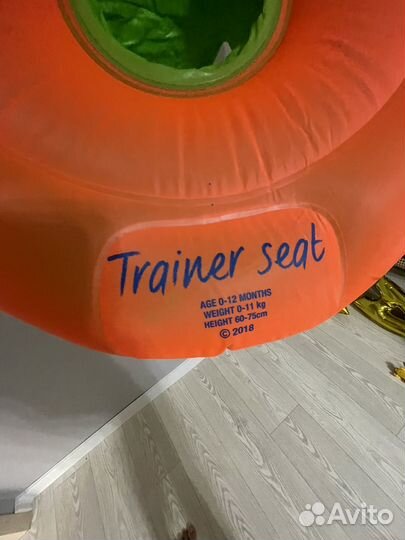 Trainer seat
AGE 0-12 MONTHS
WEIGHT 0-11 kg
HEIGHT 60-75cm
© 2018
Avito